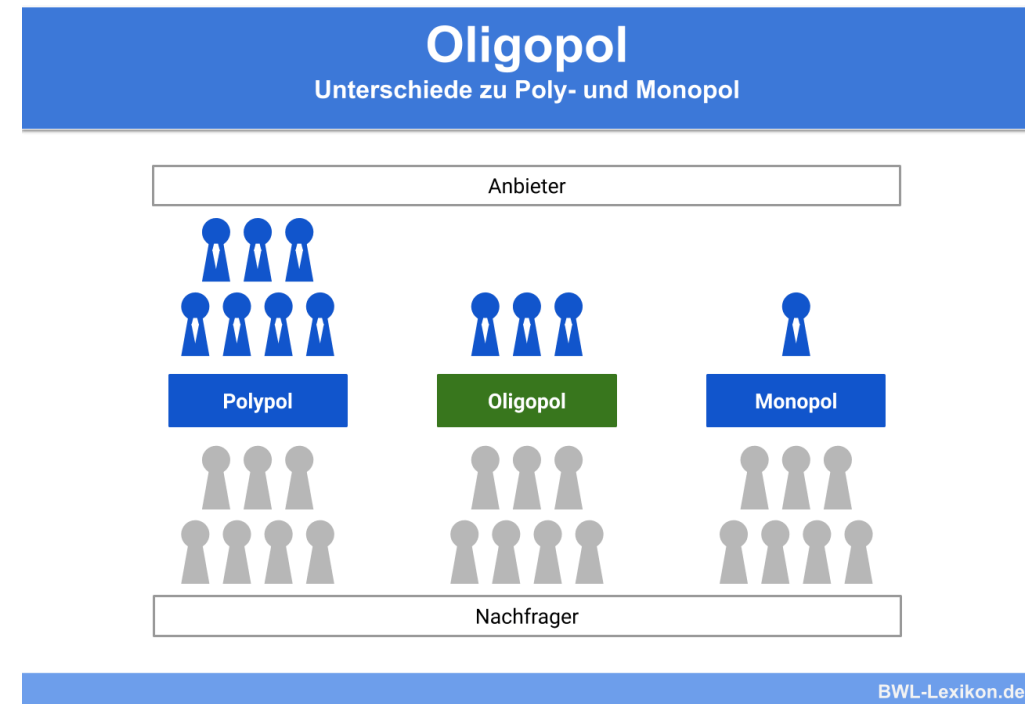 Oligopol
Unterschiede zu Poly- und Monopol
Anbieter
Polypol
Oligopol
Monopol
Nachfrager
BWL-Lexikon.de